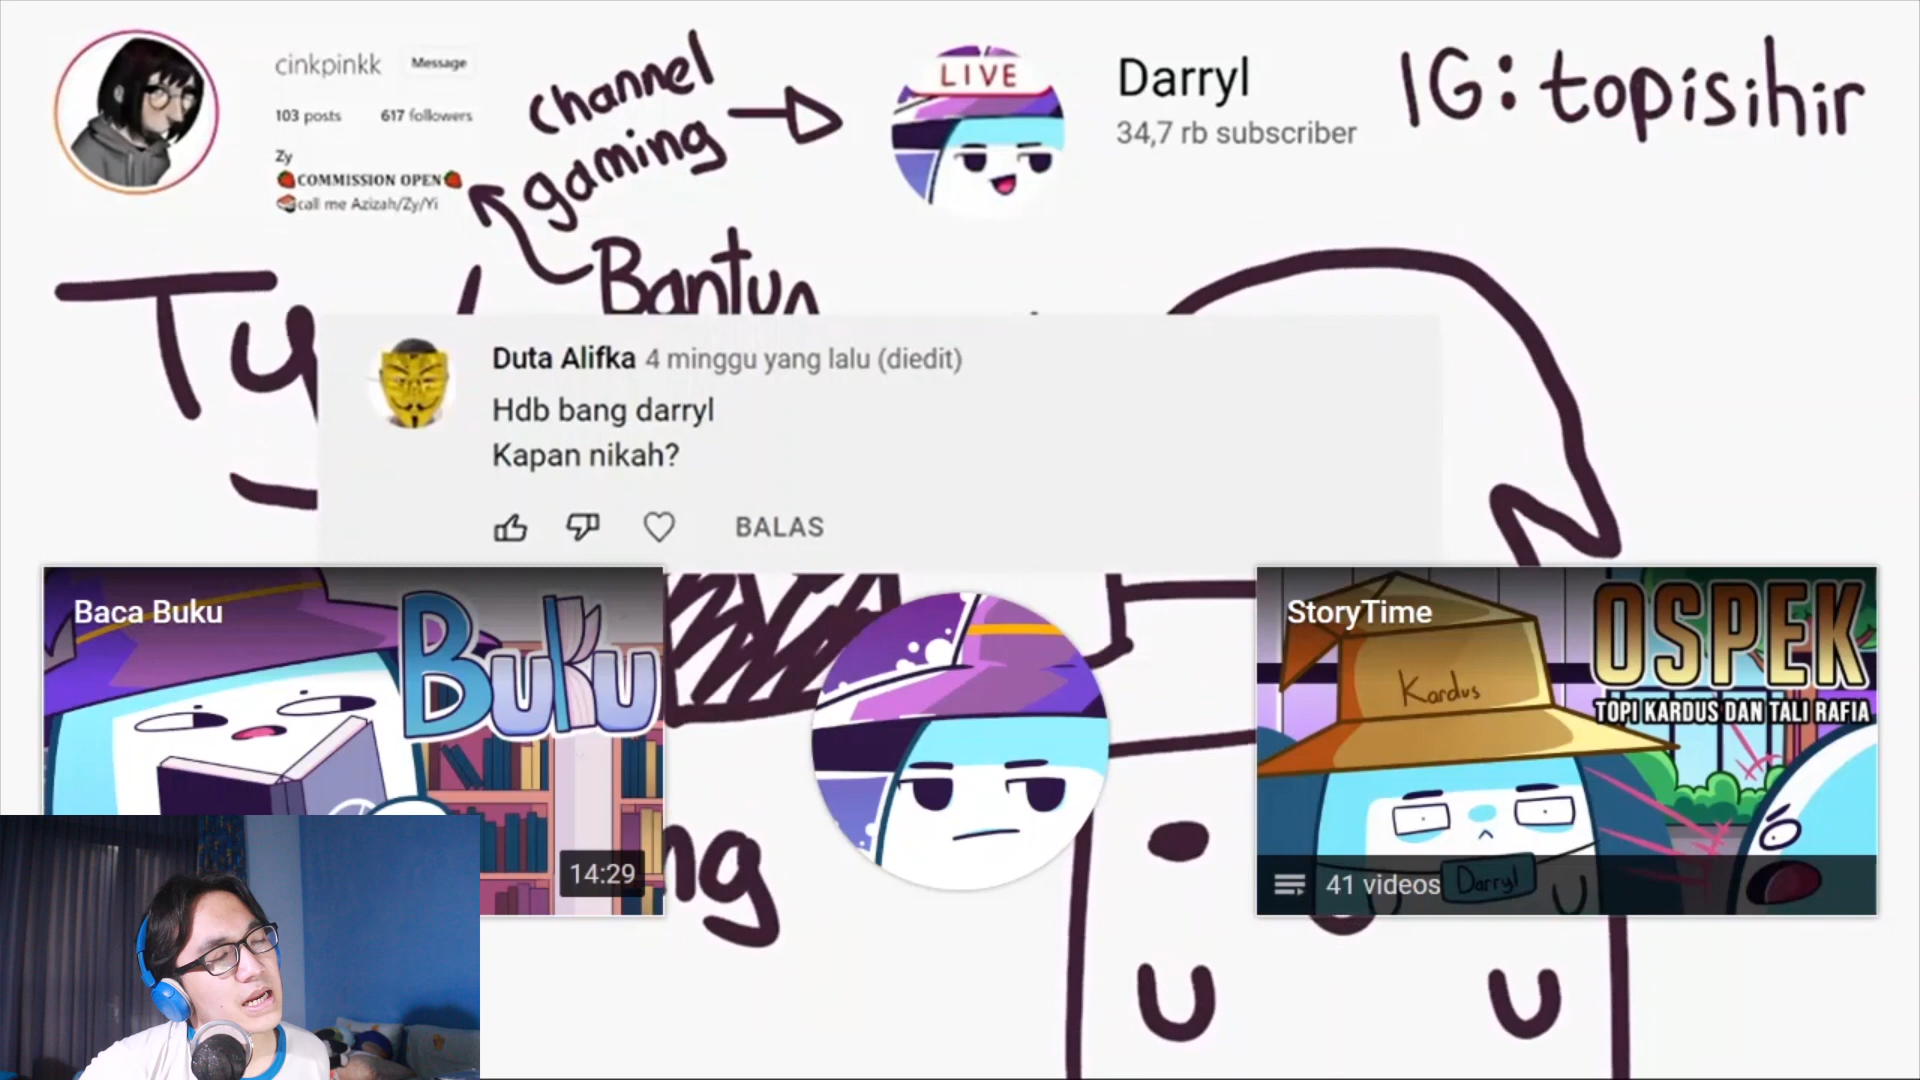 cinkpinkk Message
103 posts 617 followers
Zy
🍓COMMISSION OPEN🍓
🍣call me Azizah/Zy/Yi
channel
gaming
LIVE
Darryl
34,7 rb subscriber
IG: topisihir
Bantun
Duta Alifka 4 minggu yang lalu (diedit)
Hdb bang darryl
Kapan nikah?
BALAS
Baca Buku
BUKU
14:29
ng
StoryTime
OSPEK
TOPI KARDUS DAN TALI RAFIA
Kardus
41 videos
Darryl